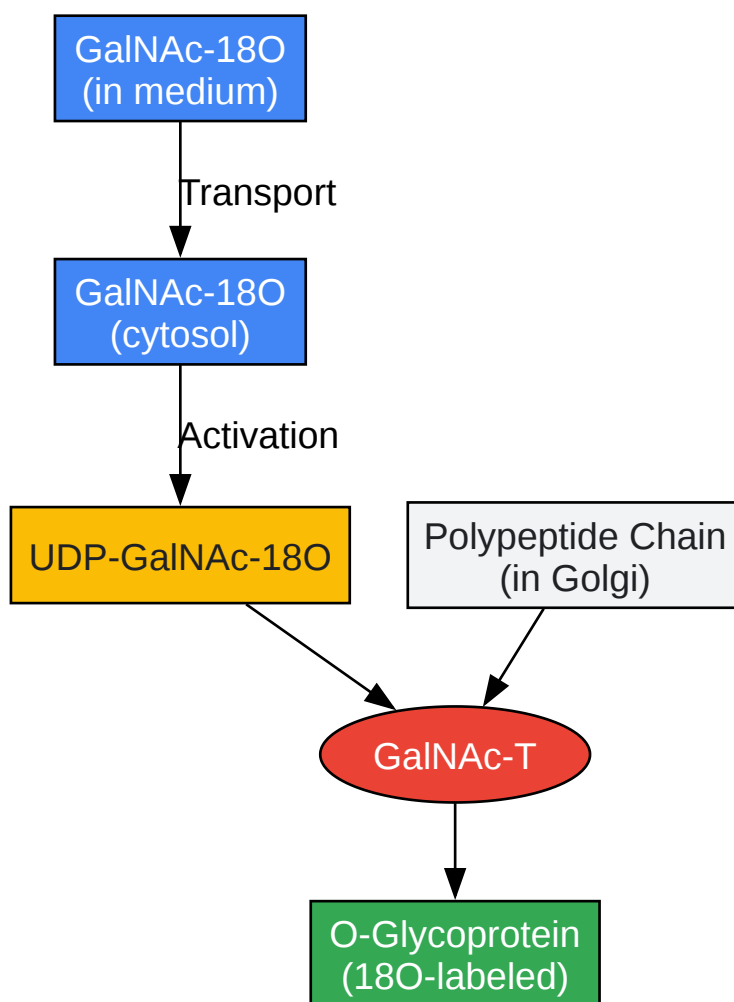 GalNAc-18O
(in medium)
Transport
GalNAc-18O
(cytosol)
Activation
UDP-GalNAc-18O
Polypeptide Chain
(in Golgi)
GalNAc-T
O-Glycoprotein
(18O-labeled)